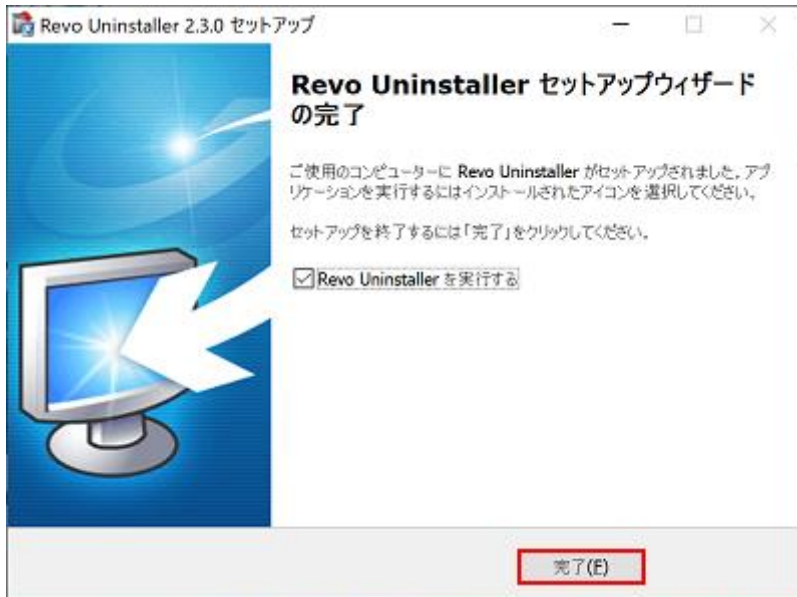 Revo Uninstaller 2.3.0 セットアップ
Revo Uninstaller セットアップウィザード
の完了
ご使用のコンピューターに Revo Uninstaller がセットアップされました。アプ
リケーションを実行するにはインストールされたアイコンを選択してください。
セットアップを終了するには「完了」をクリックしてください。
Revo Uninstaller を実行する
完了(F)